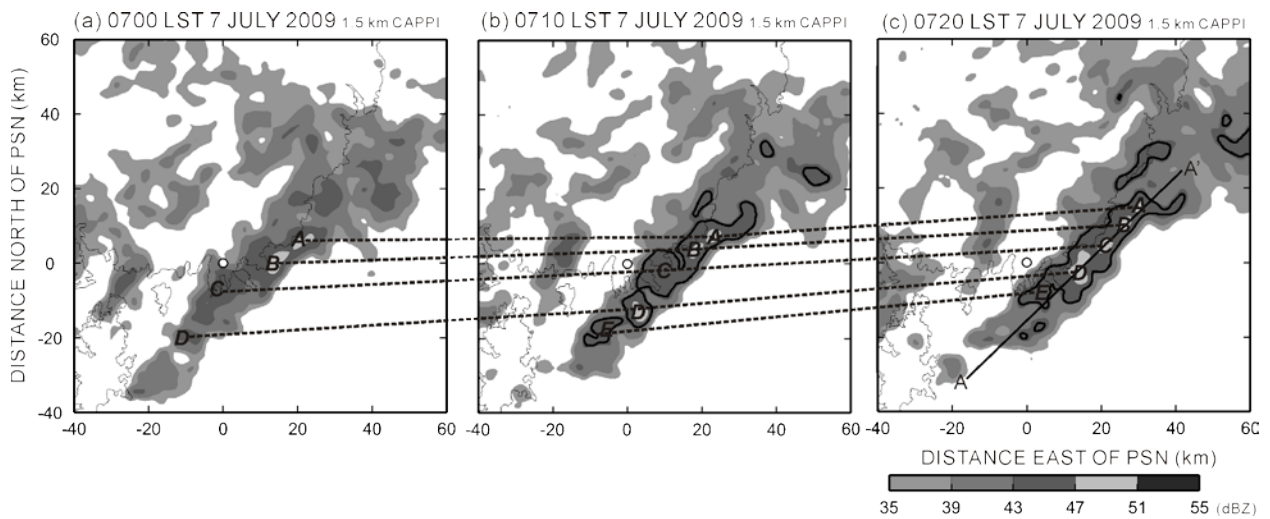 (a) 0700 LST 7 JULY 2009 1.5 km CAPPI
(b) 0710 LST 7 JULY 2009 1.5 km CAPPI
(c) 0720 LST 7 JULY 2009 1.5 km CAPPI
DISTANCE NORTH OF PSN (km)
60
40
20
0
-20
-40
-40 -20 0 20 40 60
A
B
C
D
-40 -20 0 20 40 60
A
B
C
D
E
-40 -20 0 20 40 60
A'
A
B
D
E
A
DISTANCE EAST OF PSN (km)
35 39 43 47 51 55 (dBZ)